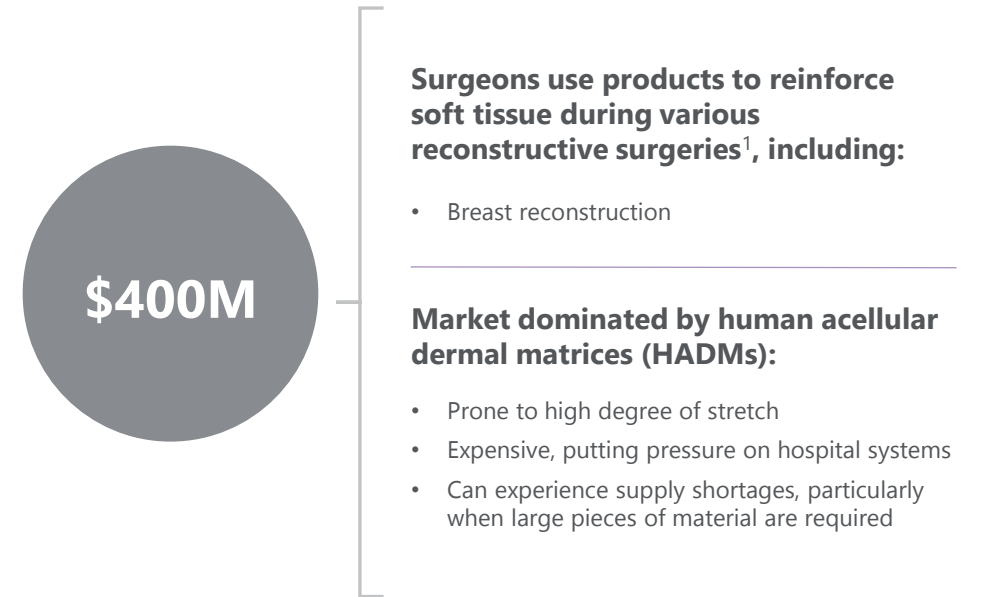 $400M
Surgeons use products to reinforce
soft tissue during various
reconstructive surgeries¹, including:
• Breast reconstruction
Market dominated by human acellular
dermal matrices (HADMs):
• Prone to high degree of stretch
• Expensive, putting pressure on hospital systems
• Can experience supply shortages, particularly
when large pieces of material are required